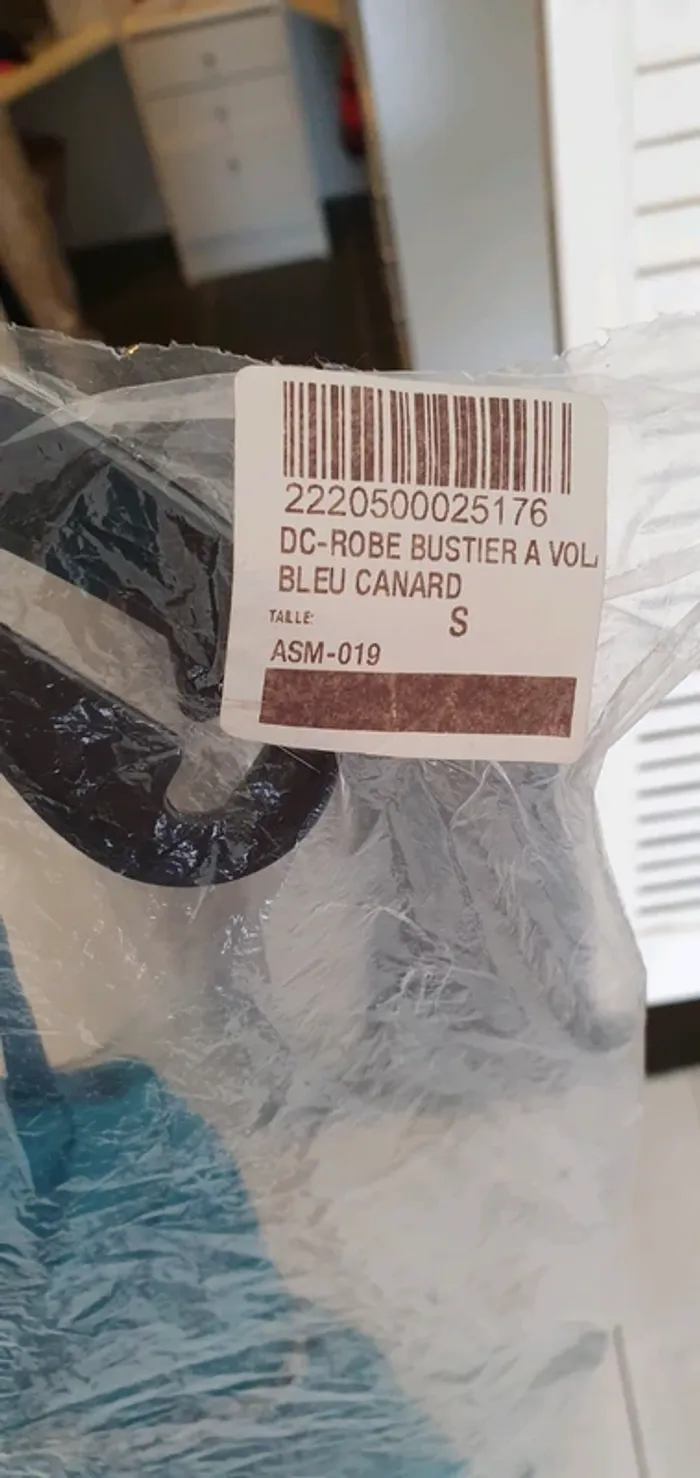 2220500025176
DC-ROBE BUSTIER A VOL
BLEU CANARD
TAILLE: S
ASM-019